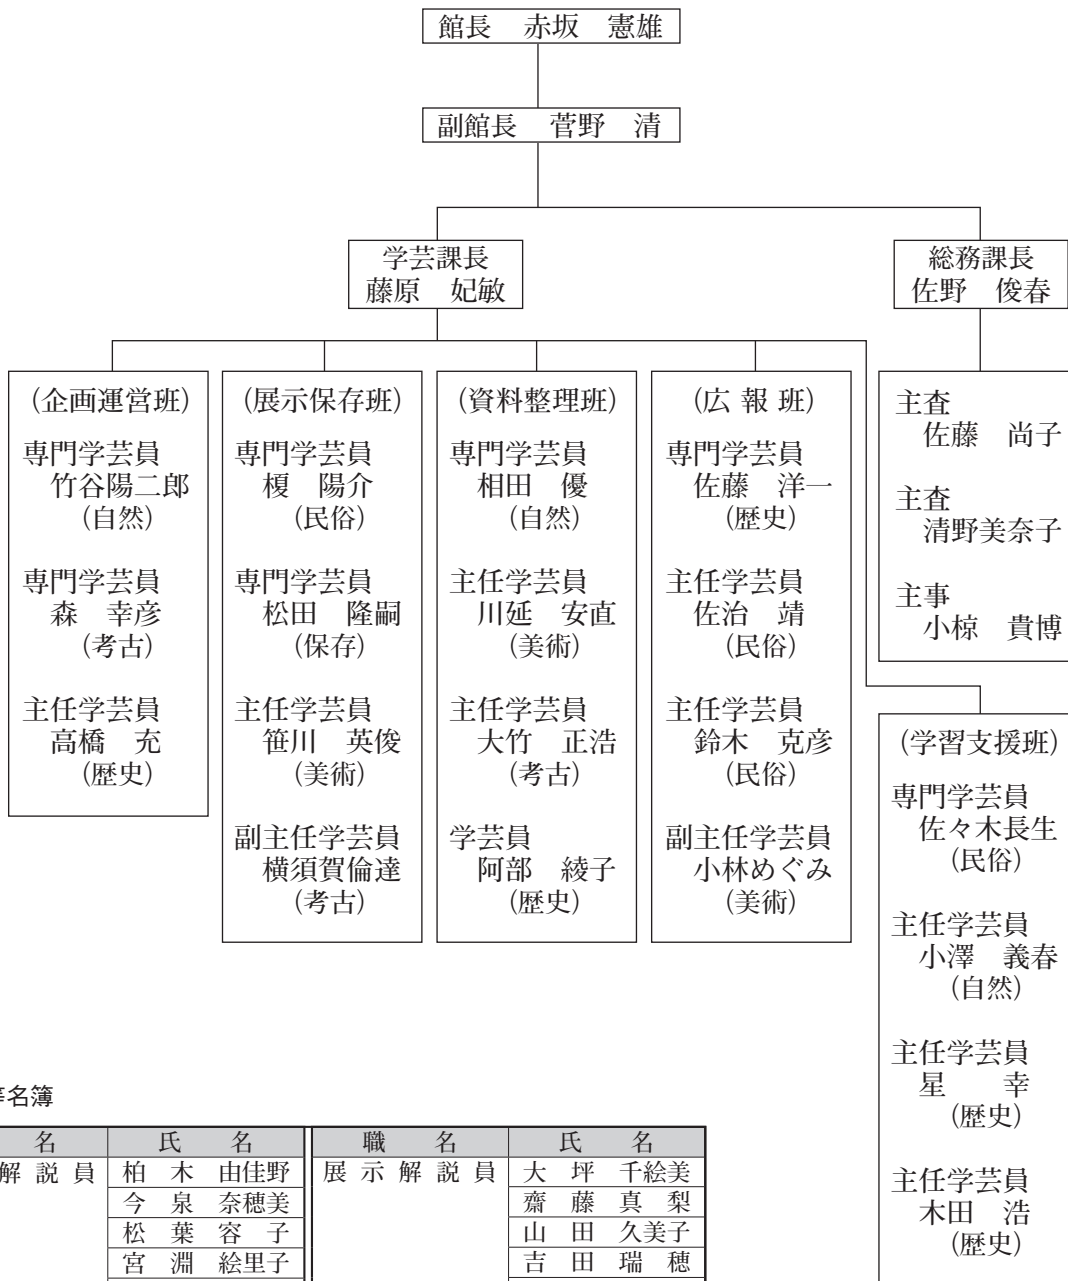 館長　赤坂　憲雄
副館長　菅野　清
学芸課長
藤原　妃敏
総務課長
佐野　俊春
（企画運営班）
専門学芸員
竹谷陽二郎
（自然）
専門学芸員
森　幸彦
（考古）
主任学芸員
高橋　充
（歴史）
（展示保存班）
専門学芸員
榎　陽介
（民俗）
専門学芸員
松田　隆嗣
（保存）
主任学芸員
笹川　英俊
（美術）
副主任学芸員
横須賀倫達
（考古）
（資料整理班）
専門学芸員
相田　優
（自然）
主任学芸員
川延　安直
（美術）
主任学芸員
大竹　正浩
（考古）
学芸員
阿部　綾子
（歴史）
（広 報 班）
専門学芸員
佐藤　洋一
（歴史）
主任学芸員
佐治　靖
（民俗）
主任学芸員
鈴木　克彦
（民俗）
副主任学芸員
小林めぐみ
（美術）
主査
佐藤　尚子
主査
清野美奈子
主事
小椋　貴博
（学習支援班）
専門学芸員
佐々木長生
（民俗）
主任学芸員
小澤　義春
（自然）
主任学芸員
星　幸
（歴史）
主任学芸員
木田　浩
（歴史）
等名簿
名　氏　名　職　名　氏　名
解 説 員　柏　木　由佳野　展 示 解 説 員　大　坪　千絵美
今　泉　奈穂美　齋　藤　真　梨
松　葉　容　子　山　田　久美子
宮　淵　絵里子　吉　田　瑞　穂